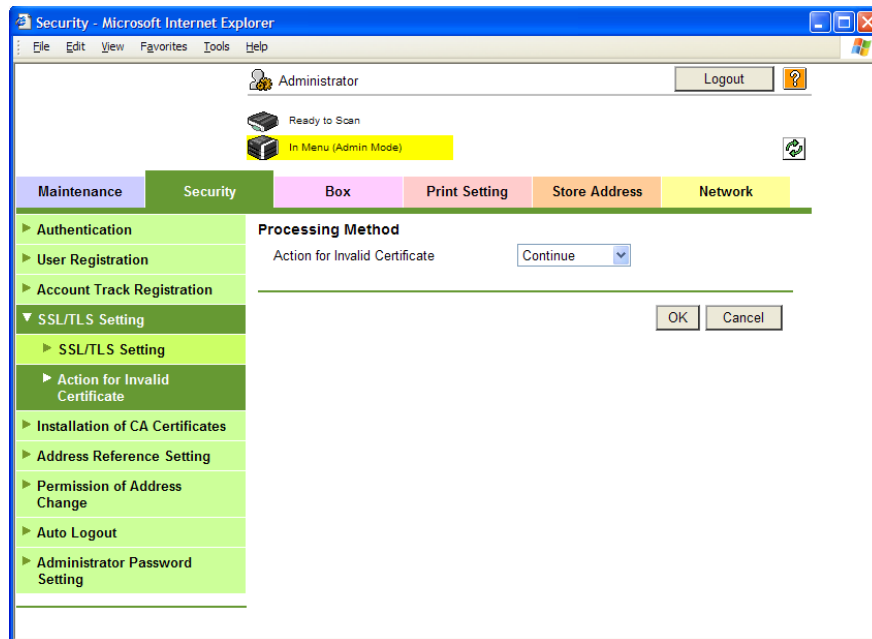 Security - Microsoft Internet Explorer
File Edit View Favorites Tools Help
Administrator
Logout
?
Ready to Scan
In Menu (Admin Mode)
Maintenance Security Box Print Setting Store Address Network
Authentication
User Registration
Account Track Registration
SSL/TLS Setting
SSL/TLS Setting
Action for Invalid
Certificate
Installation of CA Certificates
Address Reference Setting
Permission of Address
Change
Auto Logout
Administrator Password
Setting
Processing Method
Action for Invalid Certificate Continue
OK Cancel